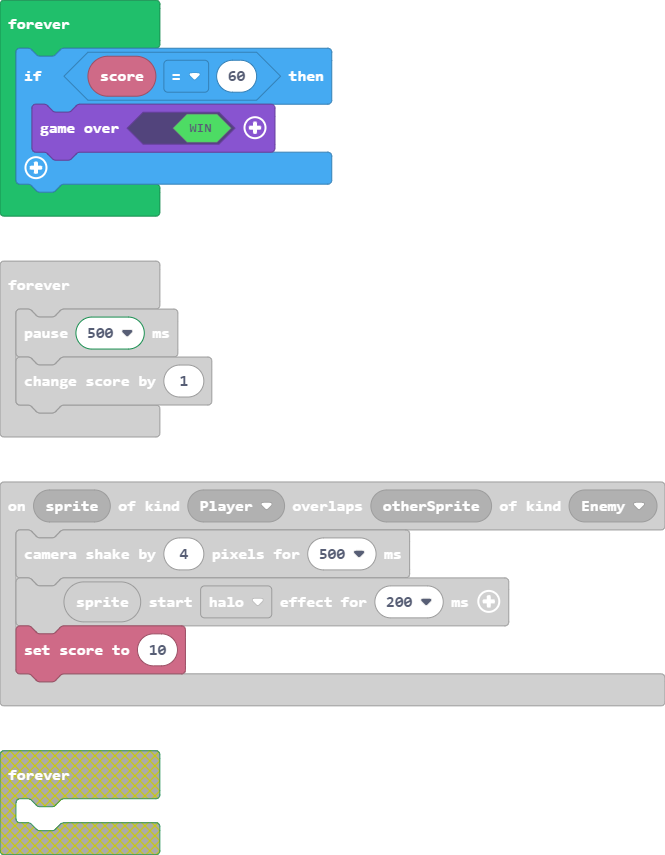 forever
if score = 60 then
game over WIN
forever
pause 500 ms
change score by 1
on sprite of kind Player overlaps otherSprite of kind Enemy
camera shake by 4 pixels for 500 ms
sprite start halo effect for 200 ms
set score to 10
forever